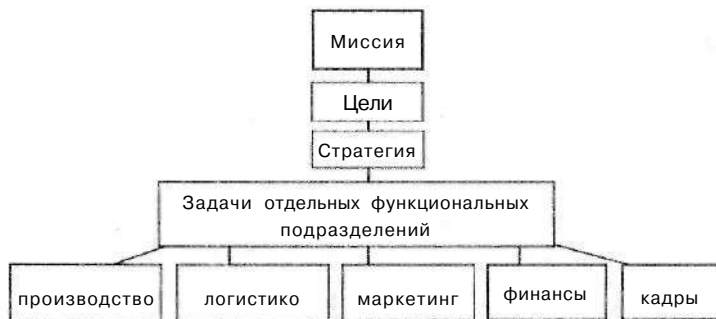 Миссия
Цели
Стратегия
Задачи отдельных функциональных
подразделений
производство
логистико
маркетинг
финансы
кадры